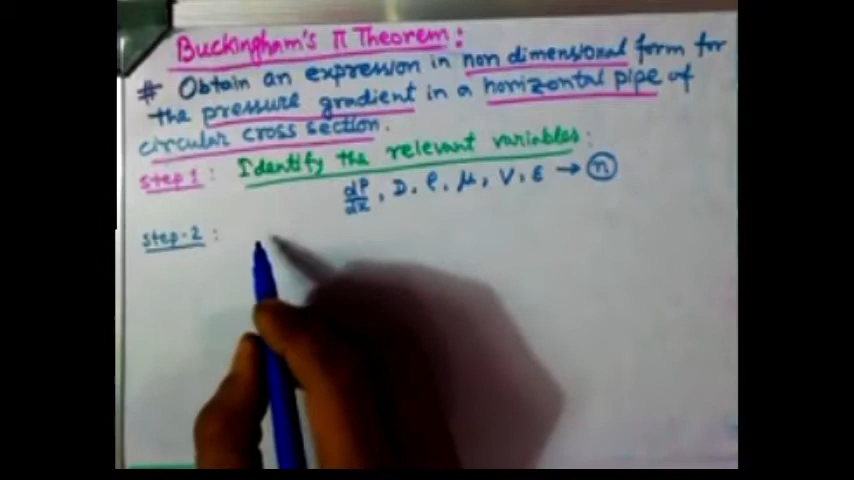 Buckingham's π Theorem:
# Obtain an expression in non dimensional form for
the pressure gradient in a horizontal pipe of
circular cross section.
step 1 : Identify the relevant variables:
dP/dx, D, ρ, μ, V, ε → n
step-2 :